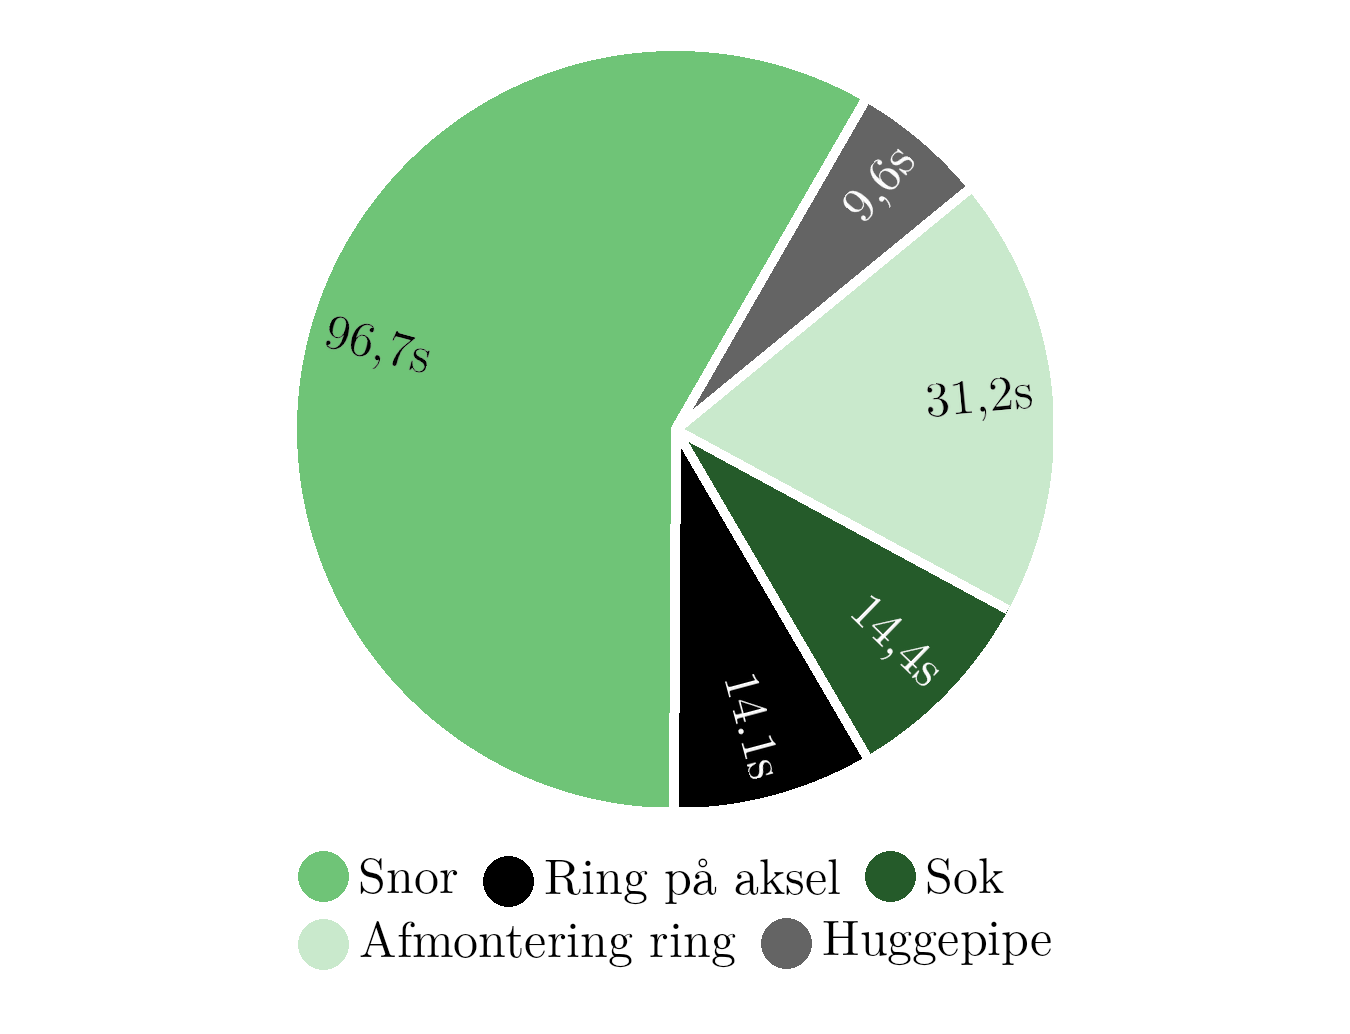 9,6s
96,7s
31,2s
14,4s
14.1s
Snor Ring på aksel Sok
Afmontering ring Huggepipe